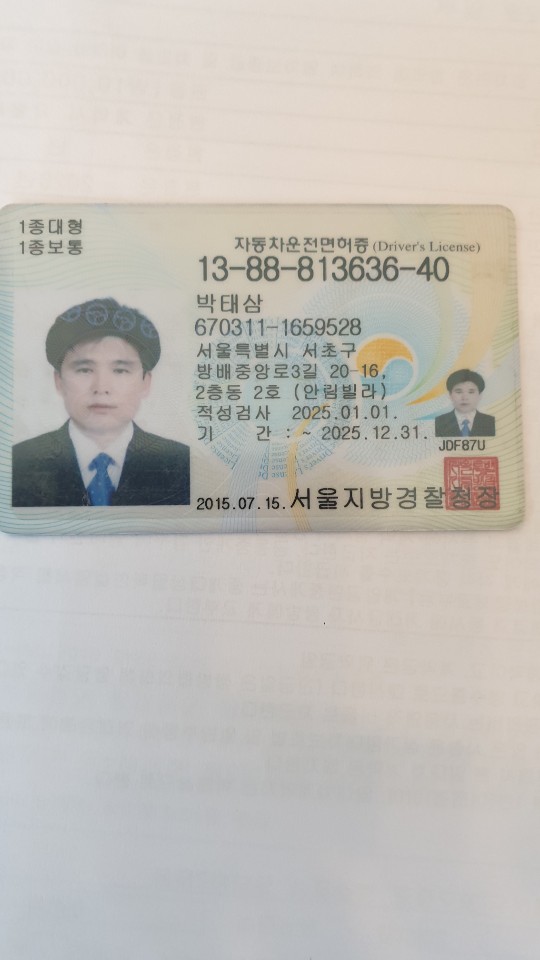 1종대형
1종보통
자동차운전면허증 (Driver's License)
13-88-813636-40
박태삼
670311-1659528
서울특별시 서초구
방배중앙로3길 20-16,
2층동 2호 (안림빌라)
적성검사 2025.01.01.
기 간 : ~ 2025.12.31.
JDF87U
2015.07.15. 서울지방경찰청장